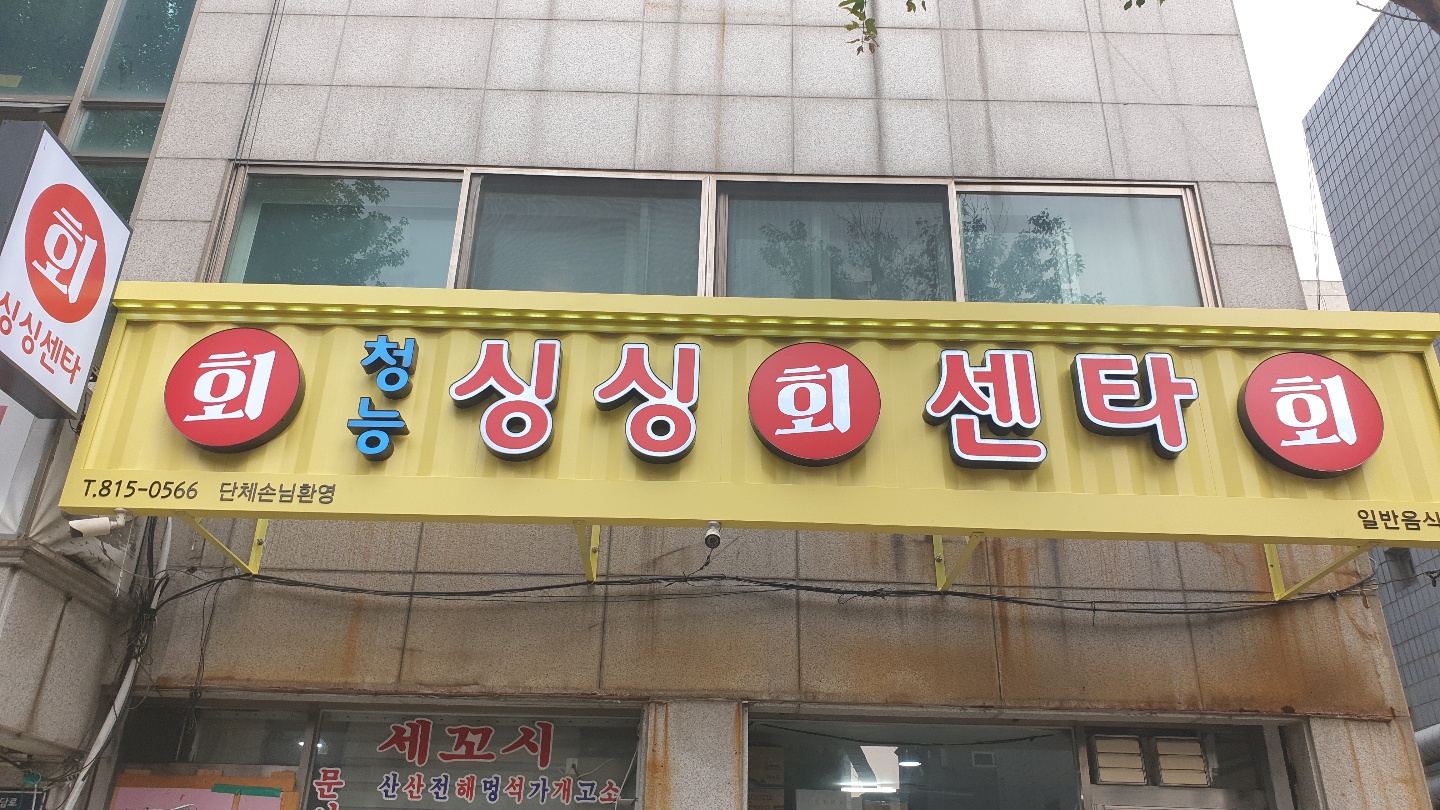 회
싱싱센타
회 청능 싱싱 회 센타 회
T.815-0566 단체손님환영
일반음식
세꼬시
산산전해멍석가개고소